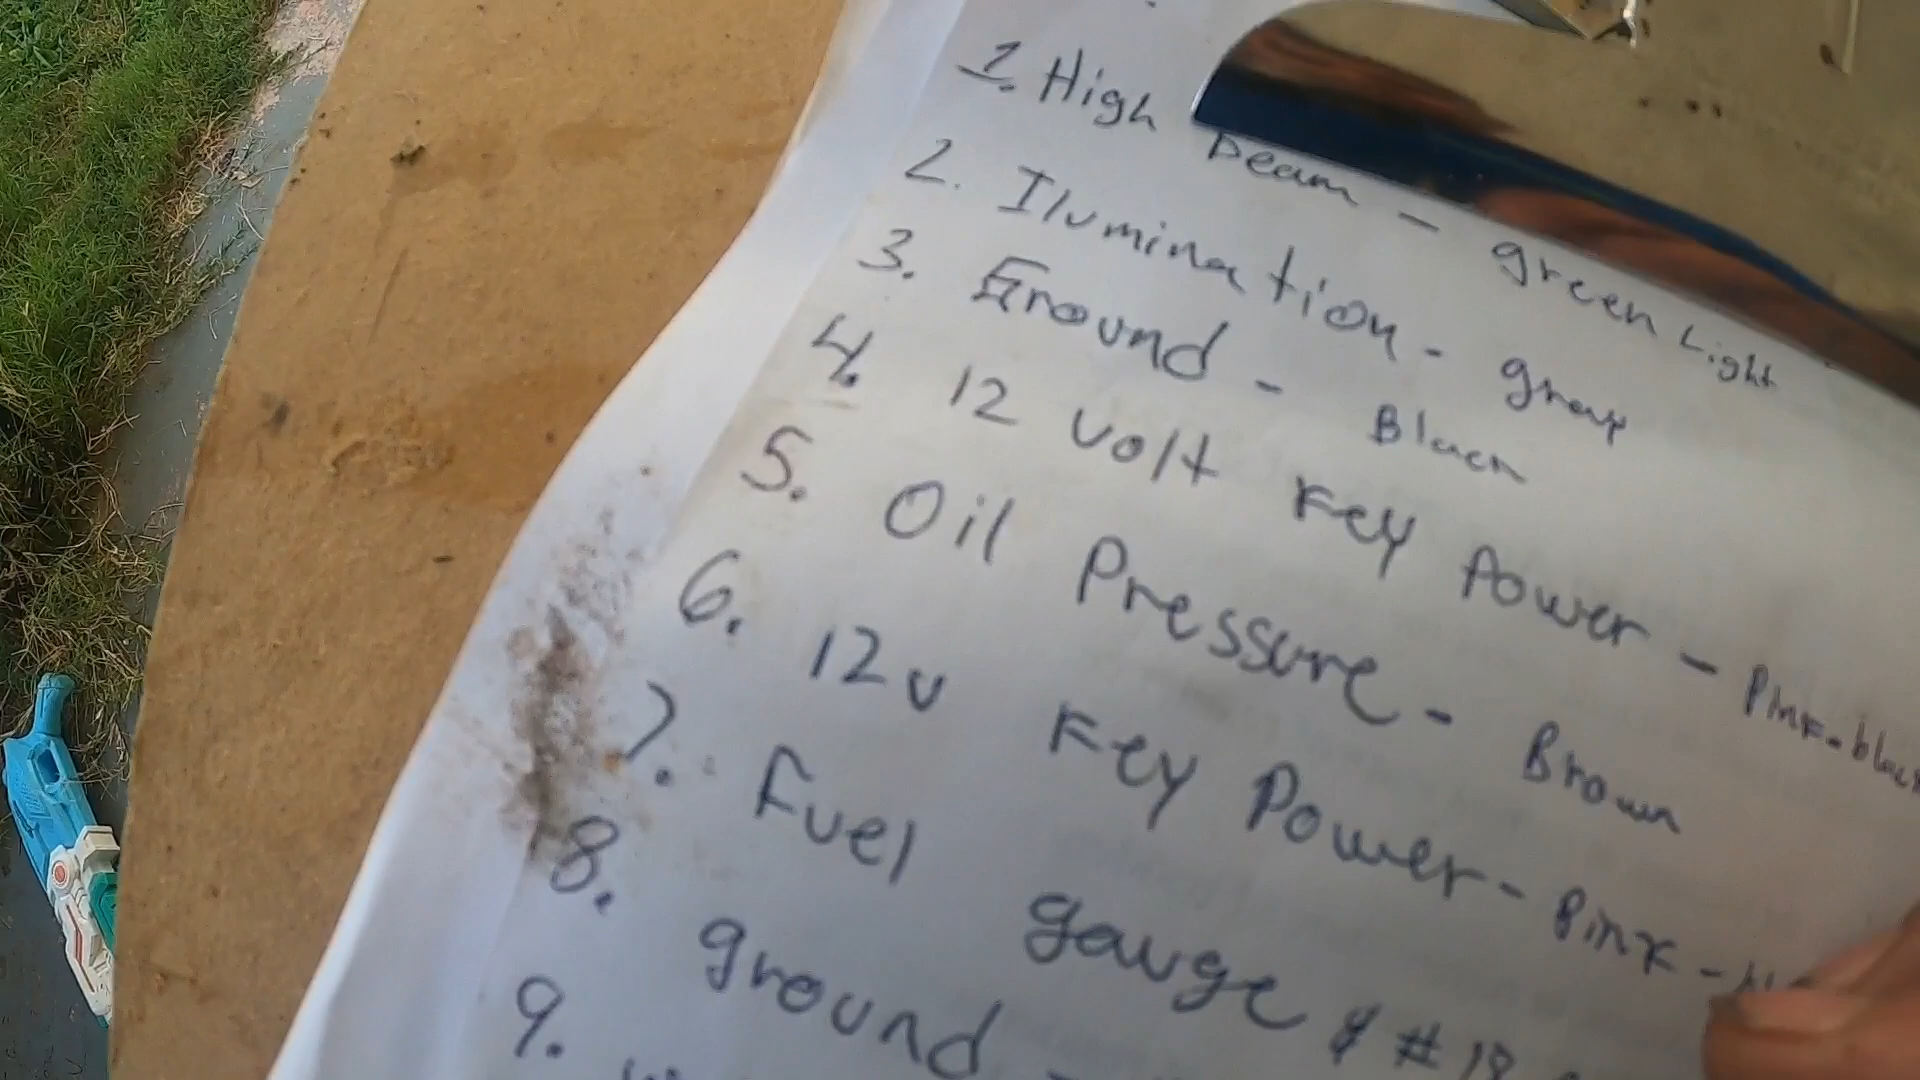 1. High beam - green Light
2. Ilumination - gray
3. Ground - Black
4. 12 volt Key Power - Pink-black
5. Oil Pressure - Brown
6. 12v Key Power - Pink -
7. Fuel gauge & # 18
8. ground -
9.